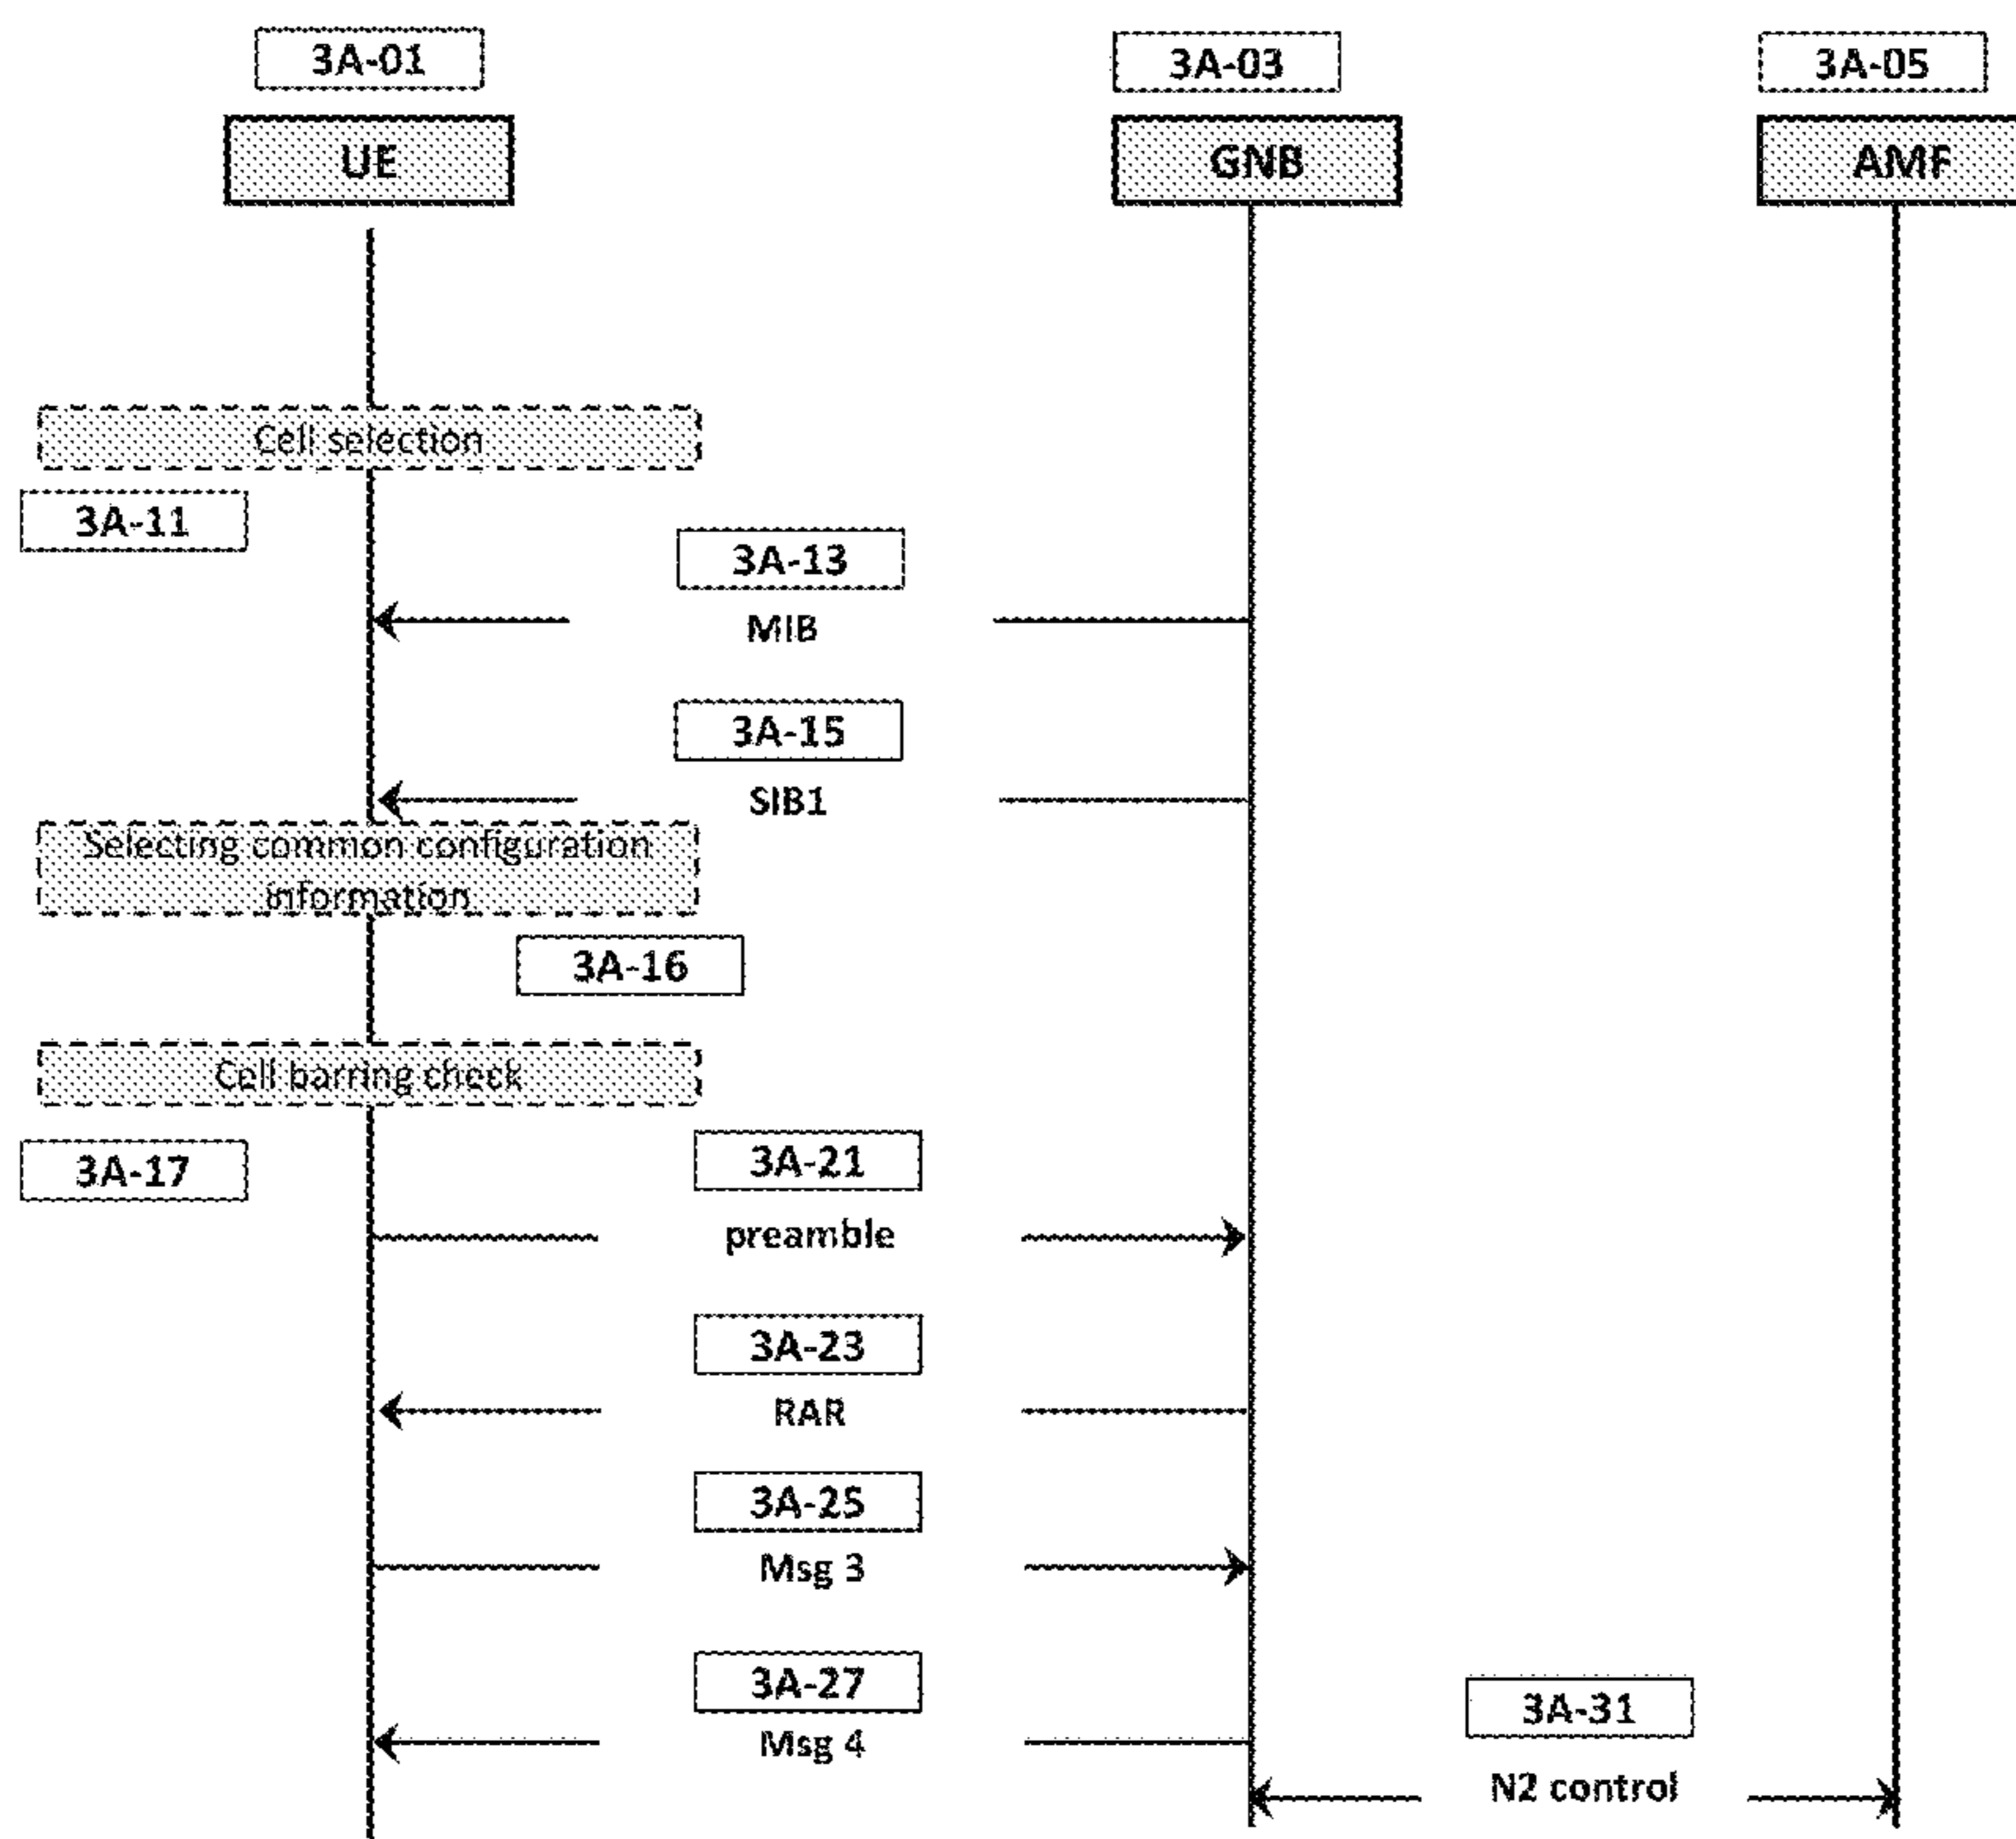 3A-01
3A-03
3A-05
UE
GNB
AMF
Cell selection
3A-11
3A-13
MIB
3A-15
SIB1
Selecting common configuration
information
3A-16
Cell barring check
3A-17
3A-21
preamble
3A-23
RAR
3A-25
Msg 3
3A-27
Msg 4
3A-31
N2 control